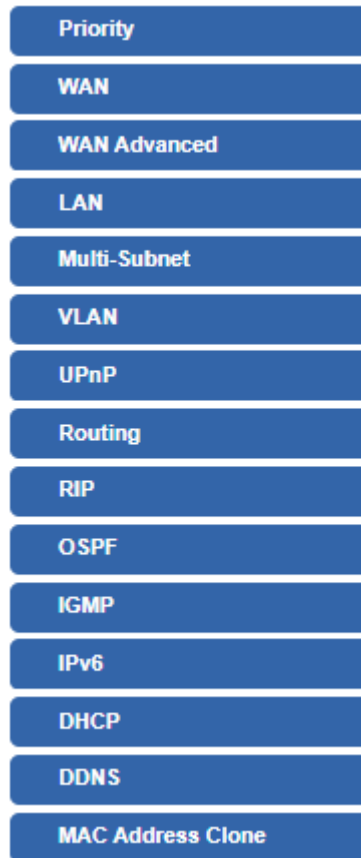 Priority
WAN
WAN Advanced
LAN
Multi-Subnet
VLAN
UPnP
Routing
RIP
OSPF
IGMP
IPv6
DHCP
DDNS
MAC Address Clone